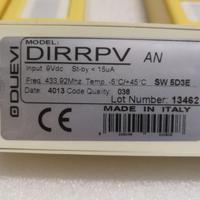 DUEVI
MODEL:
DIRRPV AN
Input 9Vdc St-by < 15uA
Freq. 433,92Mhz Temp. -5°C/+45°C SW 5D3E
Date: 4013 Code Quality: 038
Lot Number: 13462
MADE IN ITALY